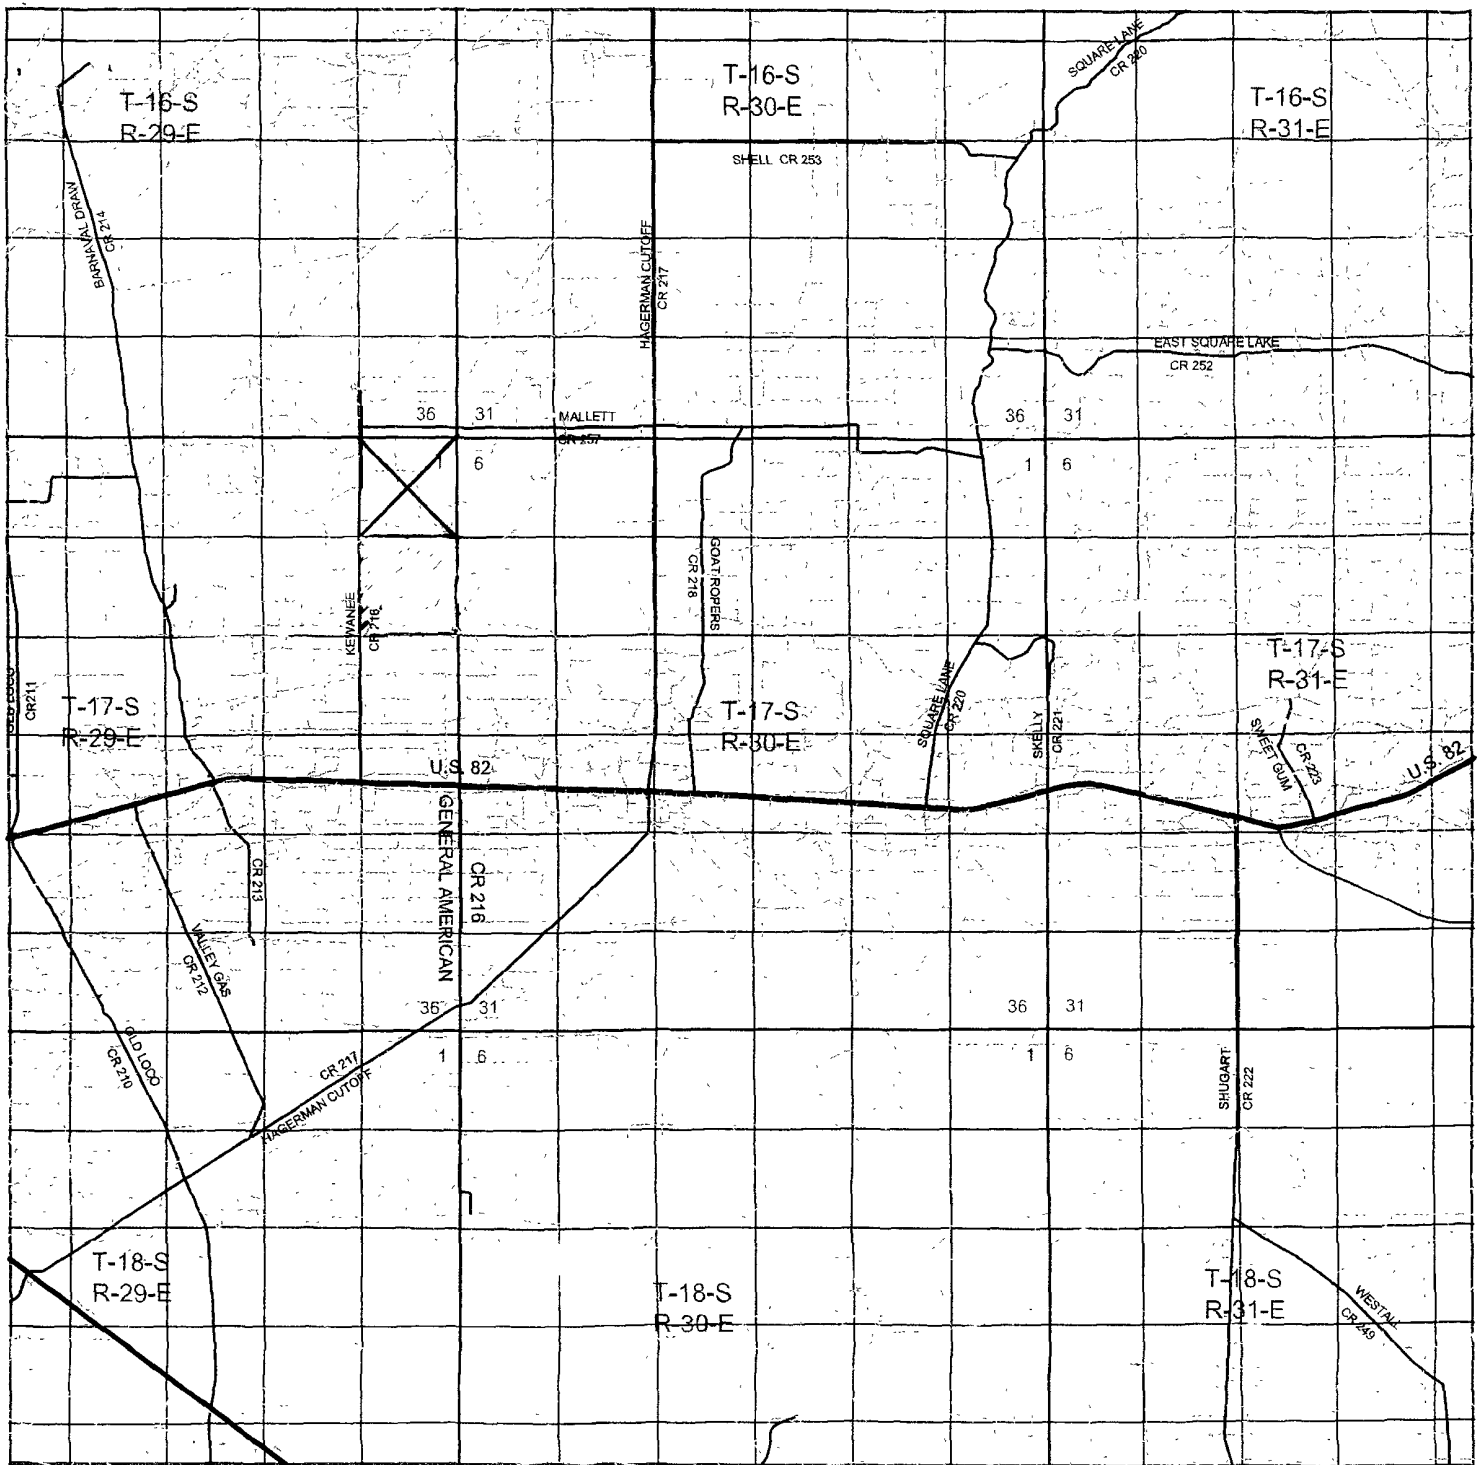 SQUARE LANE
CR 220
T-16-S
R-29-E
T-16-S
R-30-E
T-16-S
R-31-E
SHELL CR 253
BARNAVAL DRAW
CR 214
HAGERMAN CUTOFF
CR 217
EAST SQUARE LAKE
CR 252
36
31
MALLETT
CR 257
1
6
36
31
1
6
GOAT ROPERS
CR 218
KEWANEE
CR 216
CR211
T-17-S
R-29-E
T-17-S
R-30-E
SQUARE LANE
CR 220
SKELLY
CR 221
T-17-S
R-31-E
SWEET GUM
CR 223
U.S. 82
U.S. 82
GENERAL AMERICAN
CR 216
CR 213
VALLEY GAS
CR 212
OLD LOCO
CR 210
36
31
1
6
CR 217
HAGERMAN CUTOFF
36
31
1
6
SHUGART
CR 222
T-18-S
R-29-E
T-18-S
R-30-E
T-18-S
R-31-E
WESTALL
CR 249